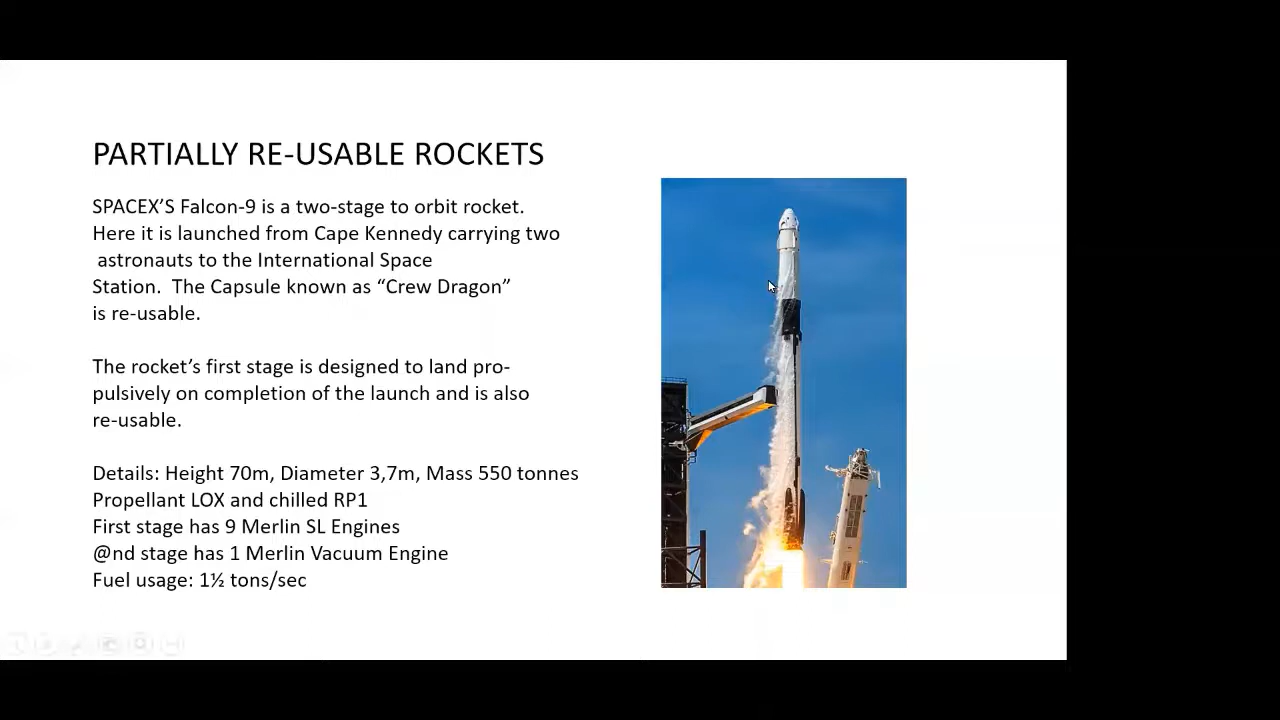 PARTIALLY RE-USABLE ROCKETS
SPACEX’S Falcon-9 is a two-stage to orbit rocket.
Here it is launched from Cape Kennedy carrying two
astronauts to the International Space
Station.  The Capsule known as “Crew Dragon”
is re-usable.
The rocket’s first stage is designed to land pro-
pulsively on completion of the launch and is also
re-usable.
Details: Height 70m, Diameter 3,7m, Mass 550 tonnes
Propellant LOX and chilled RP1
First stage has 9 Merlin SL Engines
@nd stage has 1 Merlin Vacuum Engine
Fuel usage: 1½ tons/sec